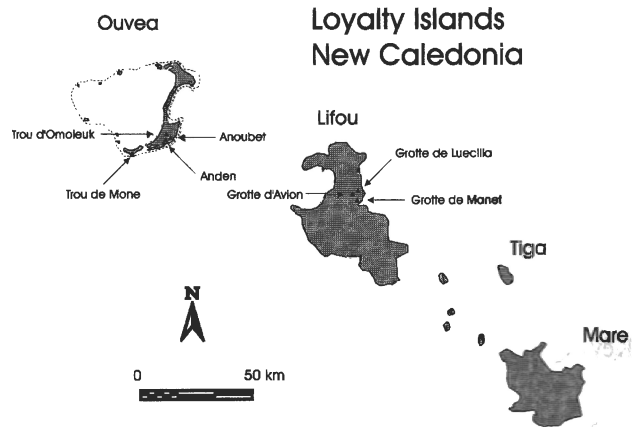 Loyalty Islands
New Caledonia
Ouvea
Trou d'Omoleuk
Anoubet
Anden
Trou de Mone
Lifou
Grotte de Luecilla
Grotte d'Avion
Grotte de Manet
Tiga
Mare
N
0
50 km